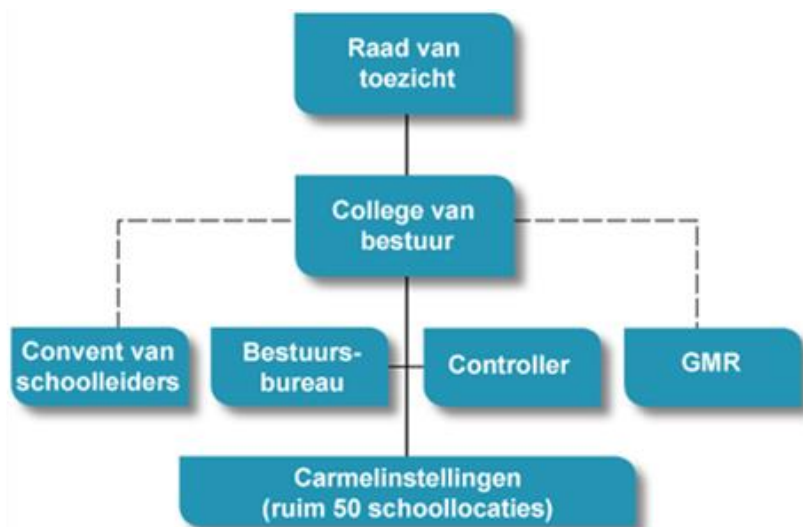 Raad van
toezicht
College van
bestuur
Convent van
schoolleiders
Bestuurs-
bureau
Controller
GMR
Carmelinstellingen
(ruim 50 schoollocaties)